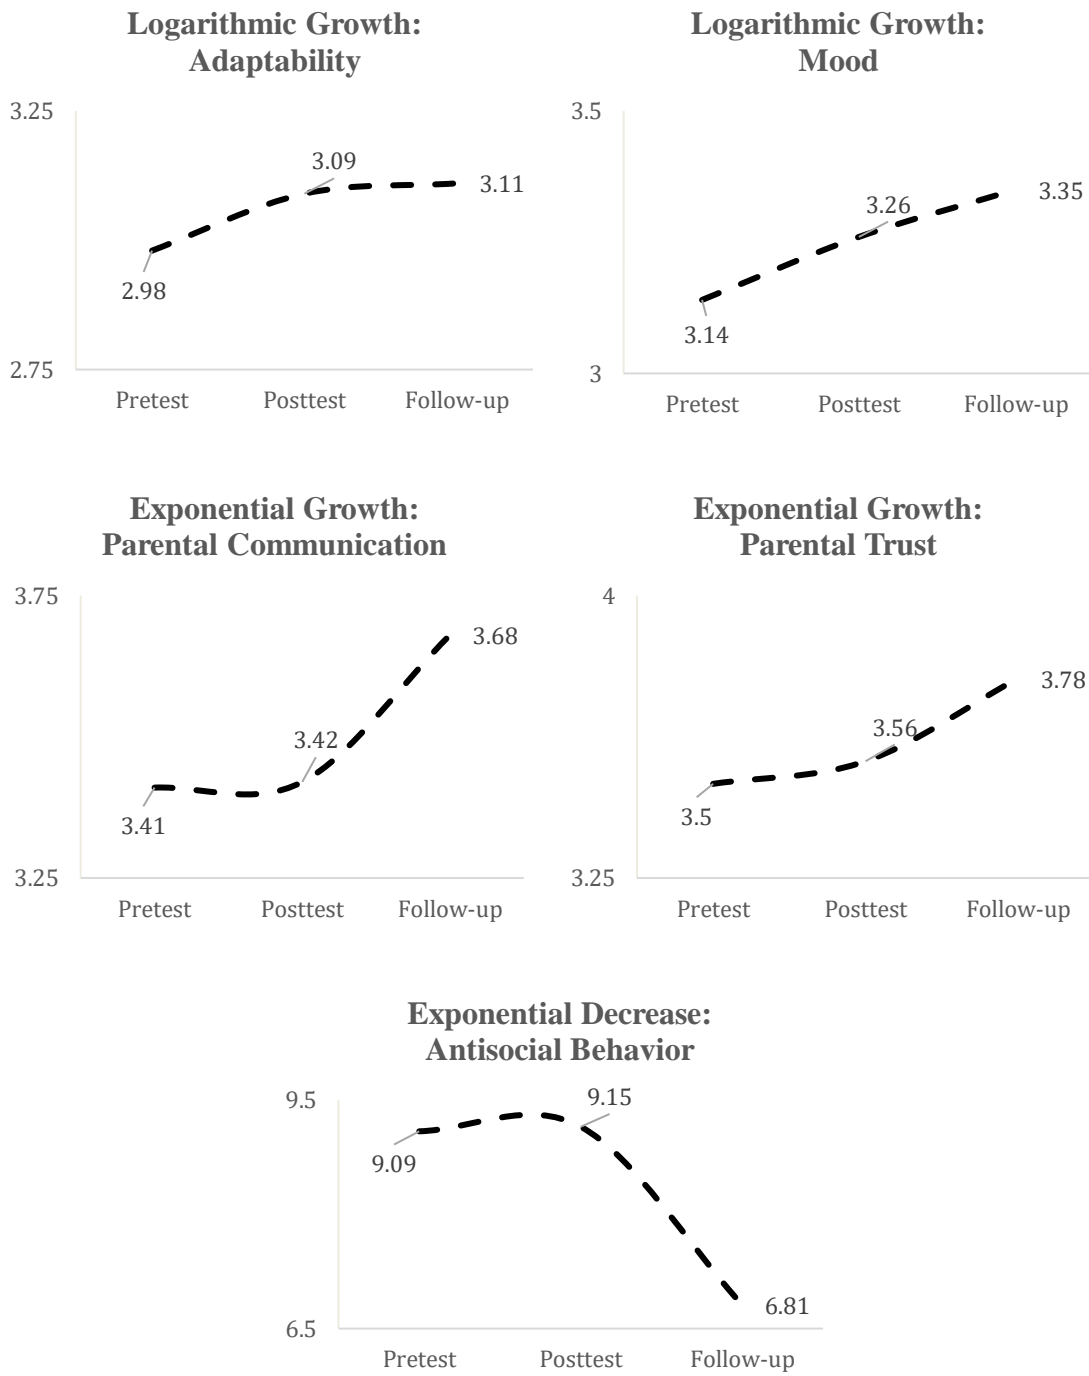 Logarithmic Growth:
Adaptability
3.25
3.09
3.11
2.98
2.75
Pretest Posttest Follow-up
Logarithmic Growth:
Mood
3.5
3.26
3.35
3.14
3
Pretest Posttest Follow-up
Exponential Growth:
Parental Communication
3.75
3.68
3.42
3.41
3.25
Pretest Posttest Follow-up
Exponential Growth:
Parental Trust
4
3.78
3.56
3.5
3.25
Pretest Posttest Follow-up
Exponential Decrease:
Antisocial Behavior
9.5
9.15
9.09
6.81
6.5
Pretest Posttest Follow-up